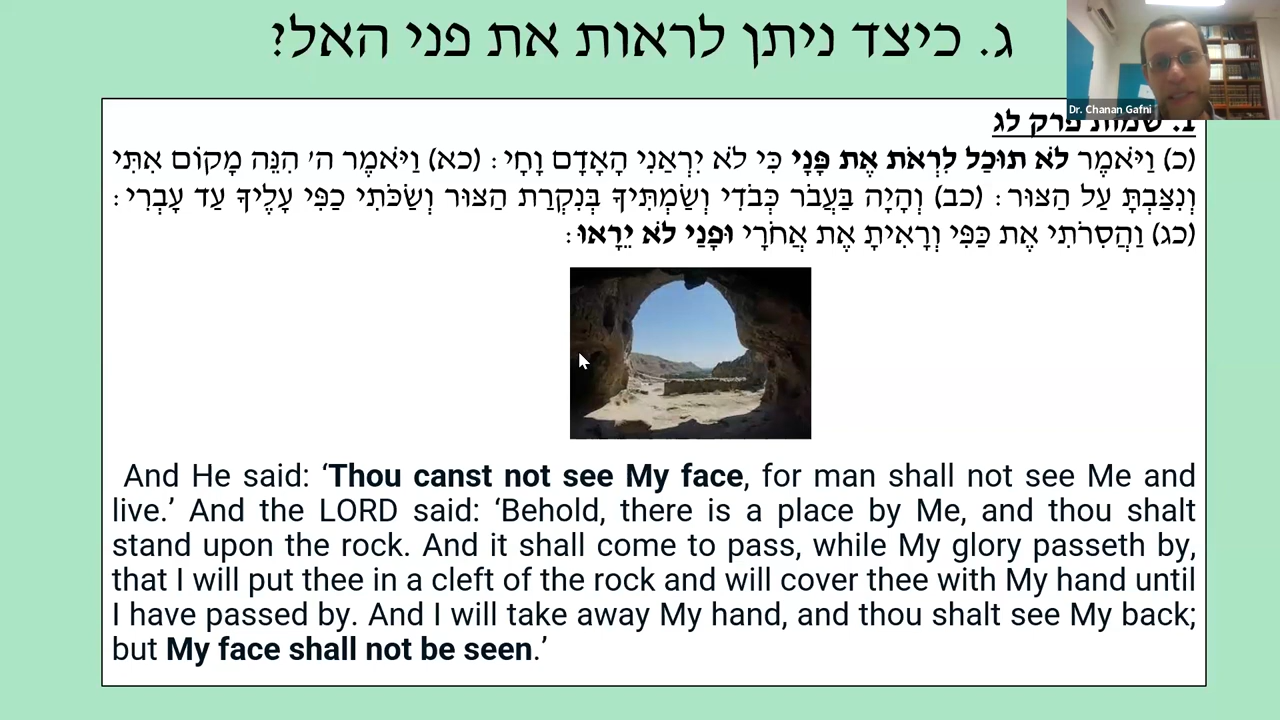 ג. כיצד ניתן לראות את פני האל?
Dr. Chanan Gafni
1. שמות פרק לג
(כ) וַיֹּאמֶר לֹא תוּכַל לִרְאֹת אֶת פָּנָי כִּי לֹא יִרְאַנִי הָאָדָם וָחָי: (כא) וַיֹּאמֶר ה' הִנֵּה מָקוֹם אִתִּי
וְנִצַּבְתָּ עַל הַצּוּר: (כב) וְהָיָה בַּעֲבֹר כְּבֹדִי וְשַׂמְתִּיךָ בְּנִקְרַת הַצּוּר וְשַׂכֹּתִי כַפִּי עָלֶיךָ עַד עָבְרִי:
(כג) וַהֲסִרֹתִי אֶת כַּפִּי וְרָאִיתָ אֶת אֲחֹרָי וּפָנַי לֹא יֵרָאוּ:
And He said: ‘Thou canst not see My face, for man shall not see Me and
live.’ And the LORD said: ‘Behold, there is a place by Me, and thou shalt
stand upon the rock. And it shall come to pass, while My glory passeth by,
that I will put thee in a cleft of the rock and will cover thee with My hand until
I have passed by. And I will take away My hand, and thou shalt see My back;
but My face shall not be seen.’